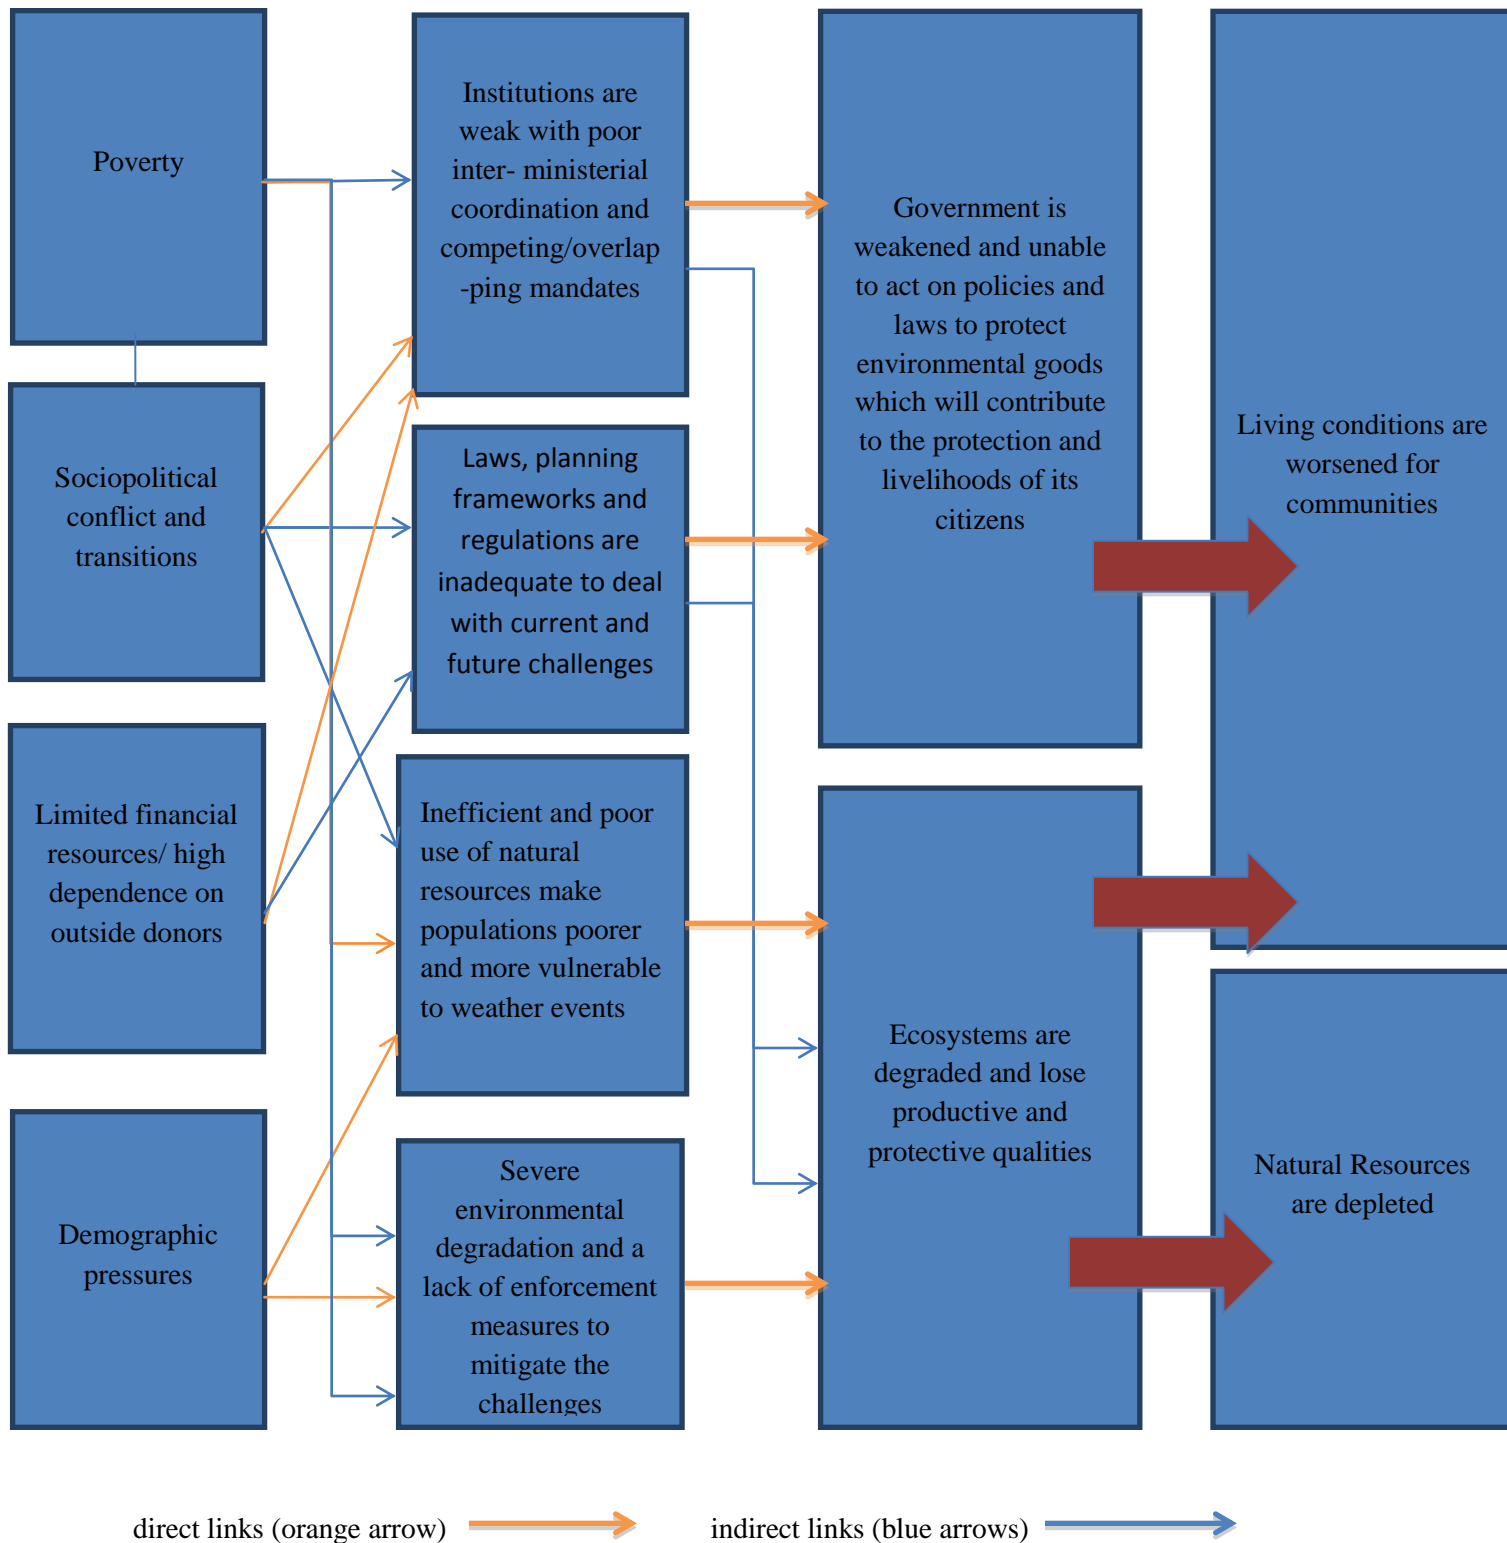 Poverty
Sociopolitical
conflict and
transitions
Limited financial
resources/ high
dependence on
outside donors
Demographic
pressures
Institutions are
weak with poor
inter- ministerial
coordination and
competing/overlap
-ping mandates
Laws, planning
frameworks and
regulations are
inadequate to deal
with current and
future challenges
Inefficient and poor
use of natural
resources make
populations poorer
and more vulnerable
to weather events
Severe
environmental
degradation and a
lack of enforcement
measures to
mitigate the
challenges
Government is
weakened and unable
to act on policies and
laws to protect
environmental goods
which will contribute
to the protection and
livelihoods of its
citizens
Ecosystems are
degraded and lose
productive and
protective qualities
Living conditions are
worsened for
communities
Natural Resources
are depleted
direct links (orange arrow)
indirect links (blue arrows)